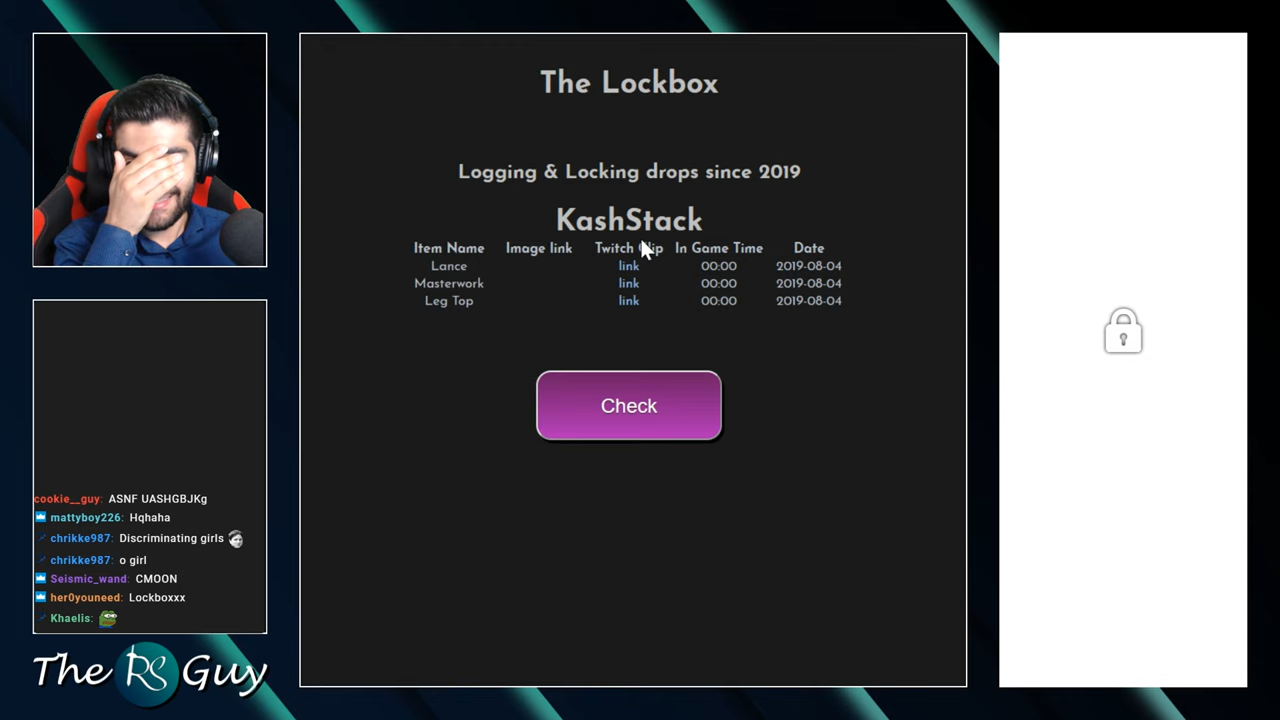 The Lockbox
Logging & Locking drops since 2019
KashStack
Item Name Image link Twitch Clip In Game Time Date
Lance link 00:00 2019-08-04
Masterwork link 00:00 2019-08-04
Leg Top link 00:00 2019-08-04
Check
cookie__guy: ASNF UASHGBJKg
mattyboy226: Hqhaha
chrikke987: Discriminating girls
chrikke987: o girl
Seismic_wand: CMOON
her0youneed: Lockboxxx
Khaelis:
The RS Guy